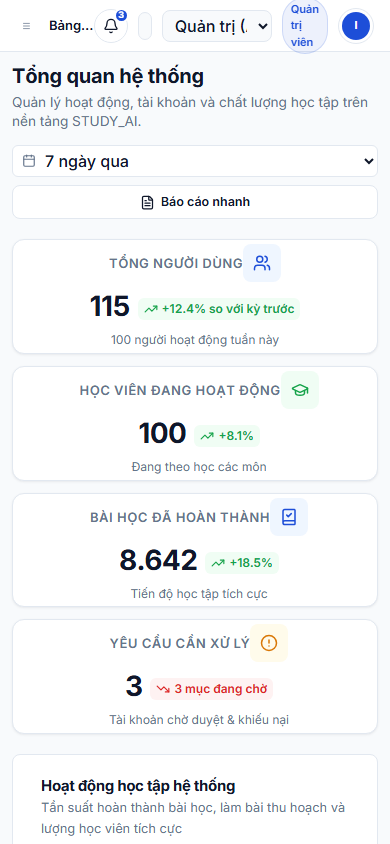 Bảng...
3
Quản trị (
Quản trị viên
I
Tổng quan hệ thống
Quản lý hoạt động, tài khoản và chất lượng học tập trên
nền tảng STUDY_AI.
7 ngày qua
Báo cáo nhanh
TỔNG NGƯỜI DÙNG
115 +12.4% so với kỳ trước
100 người hoạt động tuần này
HỌC VIÊN ĐANG HOẠT ĐỘNG
100 +8.1%
Đang theo học các môn
BÀI HỌC ĐÃ HOÀN THÀNH
8.642 +18.5%
Tiến độ học tập tích cực
YÊU CẦU CẦN XỬ LÝ
3 3 mục đang chờ
Tài khoản chờ duyệt & khiếu nại
Hoạt động học tập hệ thống
Tần suất hoàn thành bài học, làm bài thu hoạch và
lượng học viên tích cực